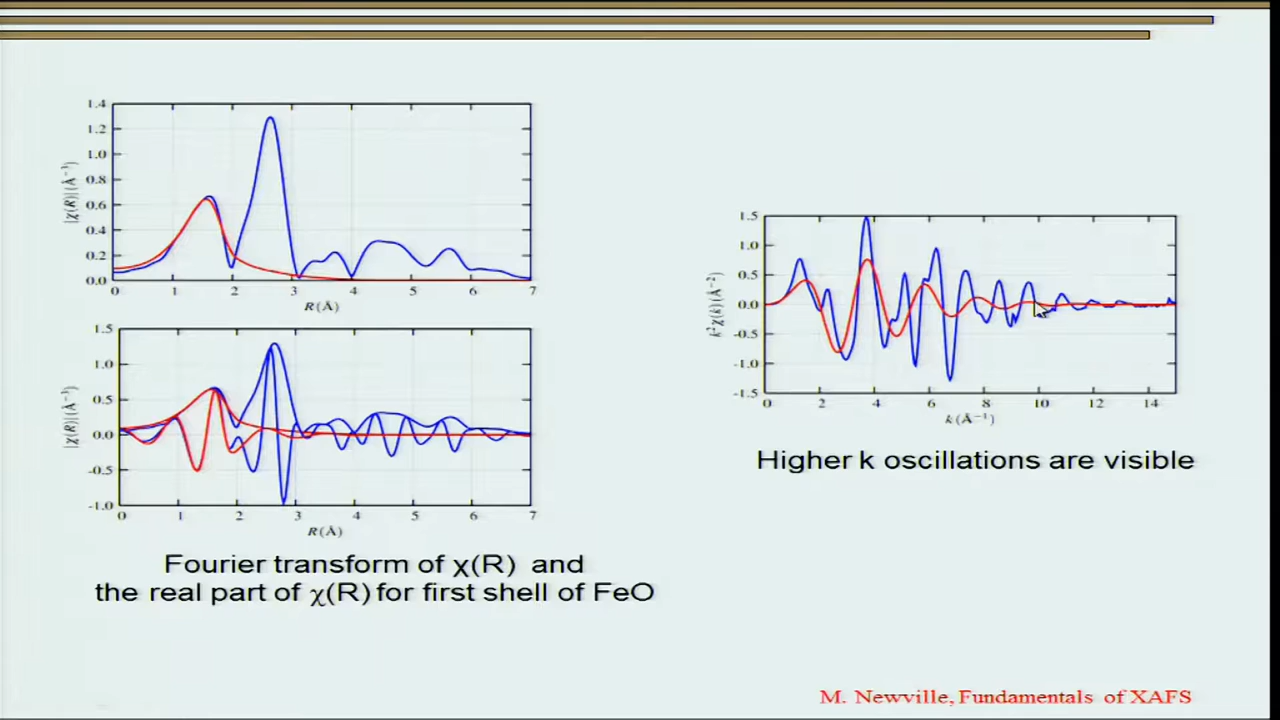 1.4
1.2
1.0
0.8
0.6
0.4
0.2
0.0
|χ(R)|(Å⁻³)
0 1 2 3 4 5 6 7
R(Å)
1.5
1.0
0.5
0.0
-0.5
-1.0
|χ(R)|(Å⁻³)
0 1 2 3 4 5 6 7
R(Å)
Fourier transform of χ(R) and
the real part of χ(R) for first shell of FeO
1.5
1.0
0.5
0.0
-0.5
-1.0
-1.5
k²χ(k)(Å⁻²)
0 2 4 6 8 10 12 14
k(Å⁻¹)
Higher k oscillations are visible
M. Newville, Fundamentals of XAFS